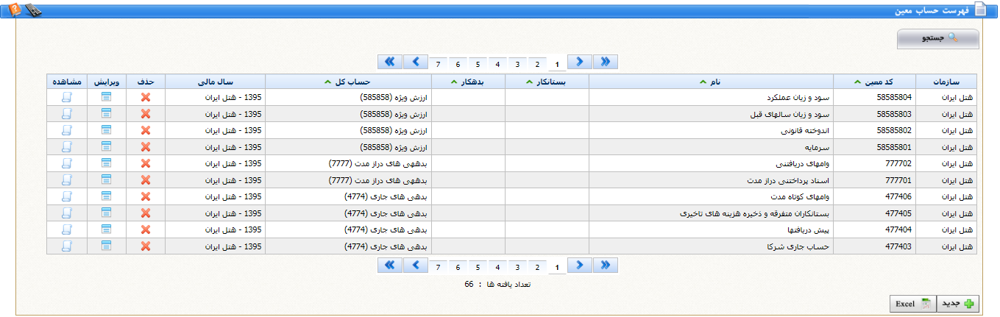 فهرست حساب معین
جستجو
1 2 3 4 5 6 7
سازمان کد معین نام بستانکار بدهکار حساب کل سال مالی حذف ویرایش مشاهده
هتل ایران 58585804 سود و زیان عملکرد ارزش ویژه (585858) 1395 - هتل ایران
هتل ایران 58585803 سود و زیان سالهای قبل ارزش ویژه (585858) 1395 - هتل ایران
هتل ایران 58585802 اندوخته قانونی ارزش ویژه (585858) 1395 - هتل ایران
هتل ایران 58585801 سرمایه ارزش ویژه (585858) 1395 - هتل ایران
هتل ایران 777702 وامهای دریافتنی بدههی های دراز مدت (7777) 1395 - هتل ایران
هتل ایران 777701 اسناد پرداختنی دراز مدت بدههی های دراز مدت (7777) 1395 - هتل ایران
هتل ایران 477406 وامهای کوتاه مدت بدهی های جاری (4774) 1395 - هتل ایران
هتل ایران 477405 بستانکاران متفرقه و ذخیره هزینه های تاخیری بدهی های جاری (4774) 1395 - هتل ایران
هتل ایران 477404 پیش دریافتها بدهی های جاری (4774) 1395 - هتل ایران
هتل ایران 477403 حساب جاری شرکا بدهی های جاری (4774) 1395 - هتل ایران
1 2 3 4 5 6 7
تعداد یافته ها : 66
جدید Excel